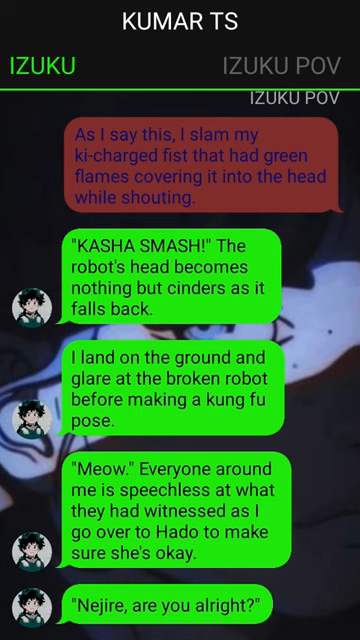 KUMAR TS
IZUKU
IZUKU POV
IZUKU POV
As I say this, I slam my
ki-charged fist that had green
flames covering it into the head
while shouting.
"KASHA SMASH!" The
robot's head becomes
nothing but cinders as it
falls back.
I land on the ground and
glare at the broken robot
before making a kung fu
pose.
"Meow." Everyone around
me is speechless at what
they had witnessed as I
go over to Hado to make
sure she's okay.
"Nejire, are you alright?"